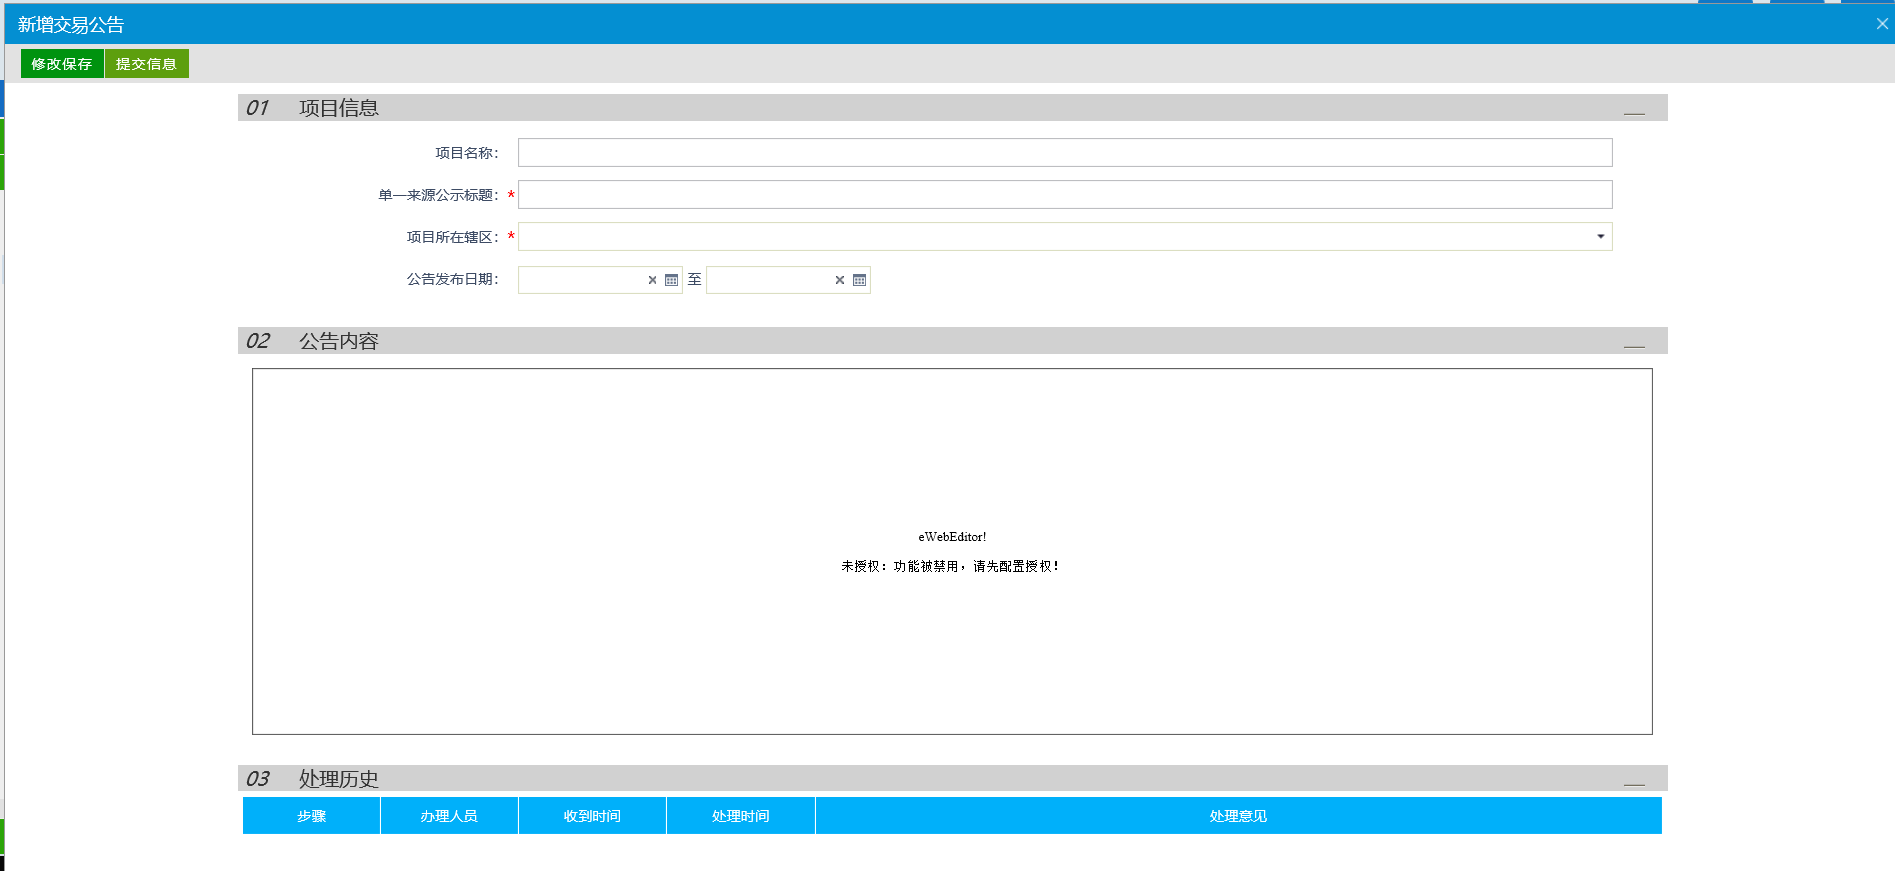 新增交易公告
修改保存 提交信息
01 项目信息
项目名称：
单一来源公示标题：*
项目所在辖区：*
公告发布日期： 至
02 公告内容
eWebEditor!
未授权：功能被禁用，请先配置授权！
03 处理历史
步骤 办理人员 收到时间 处理时间 处理意见